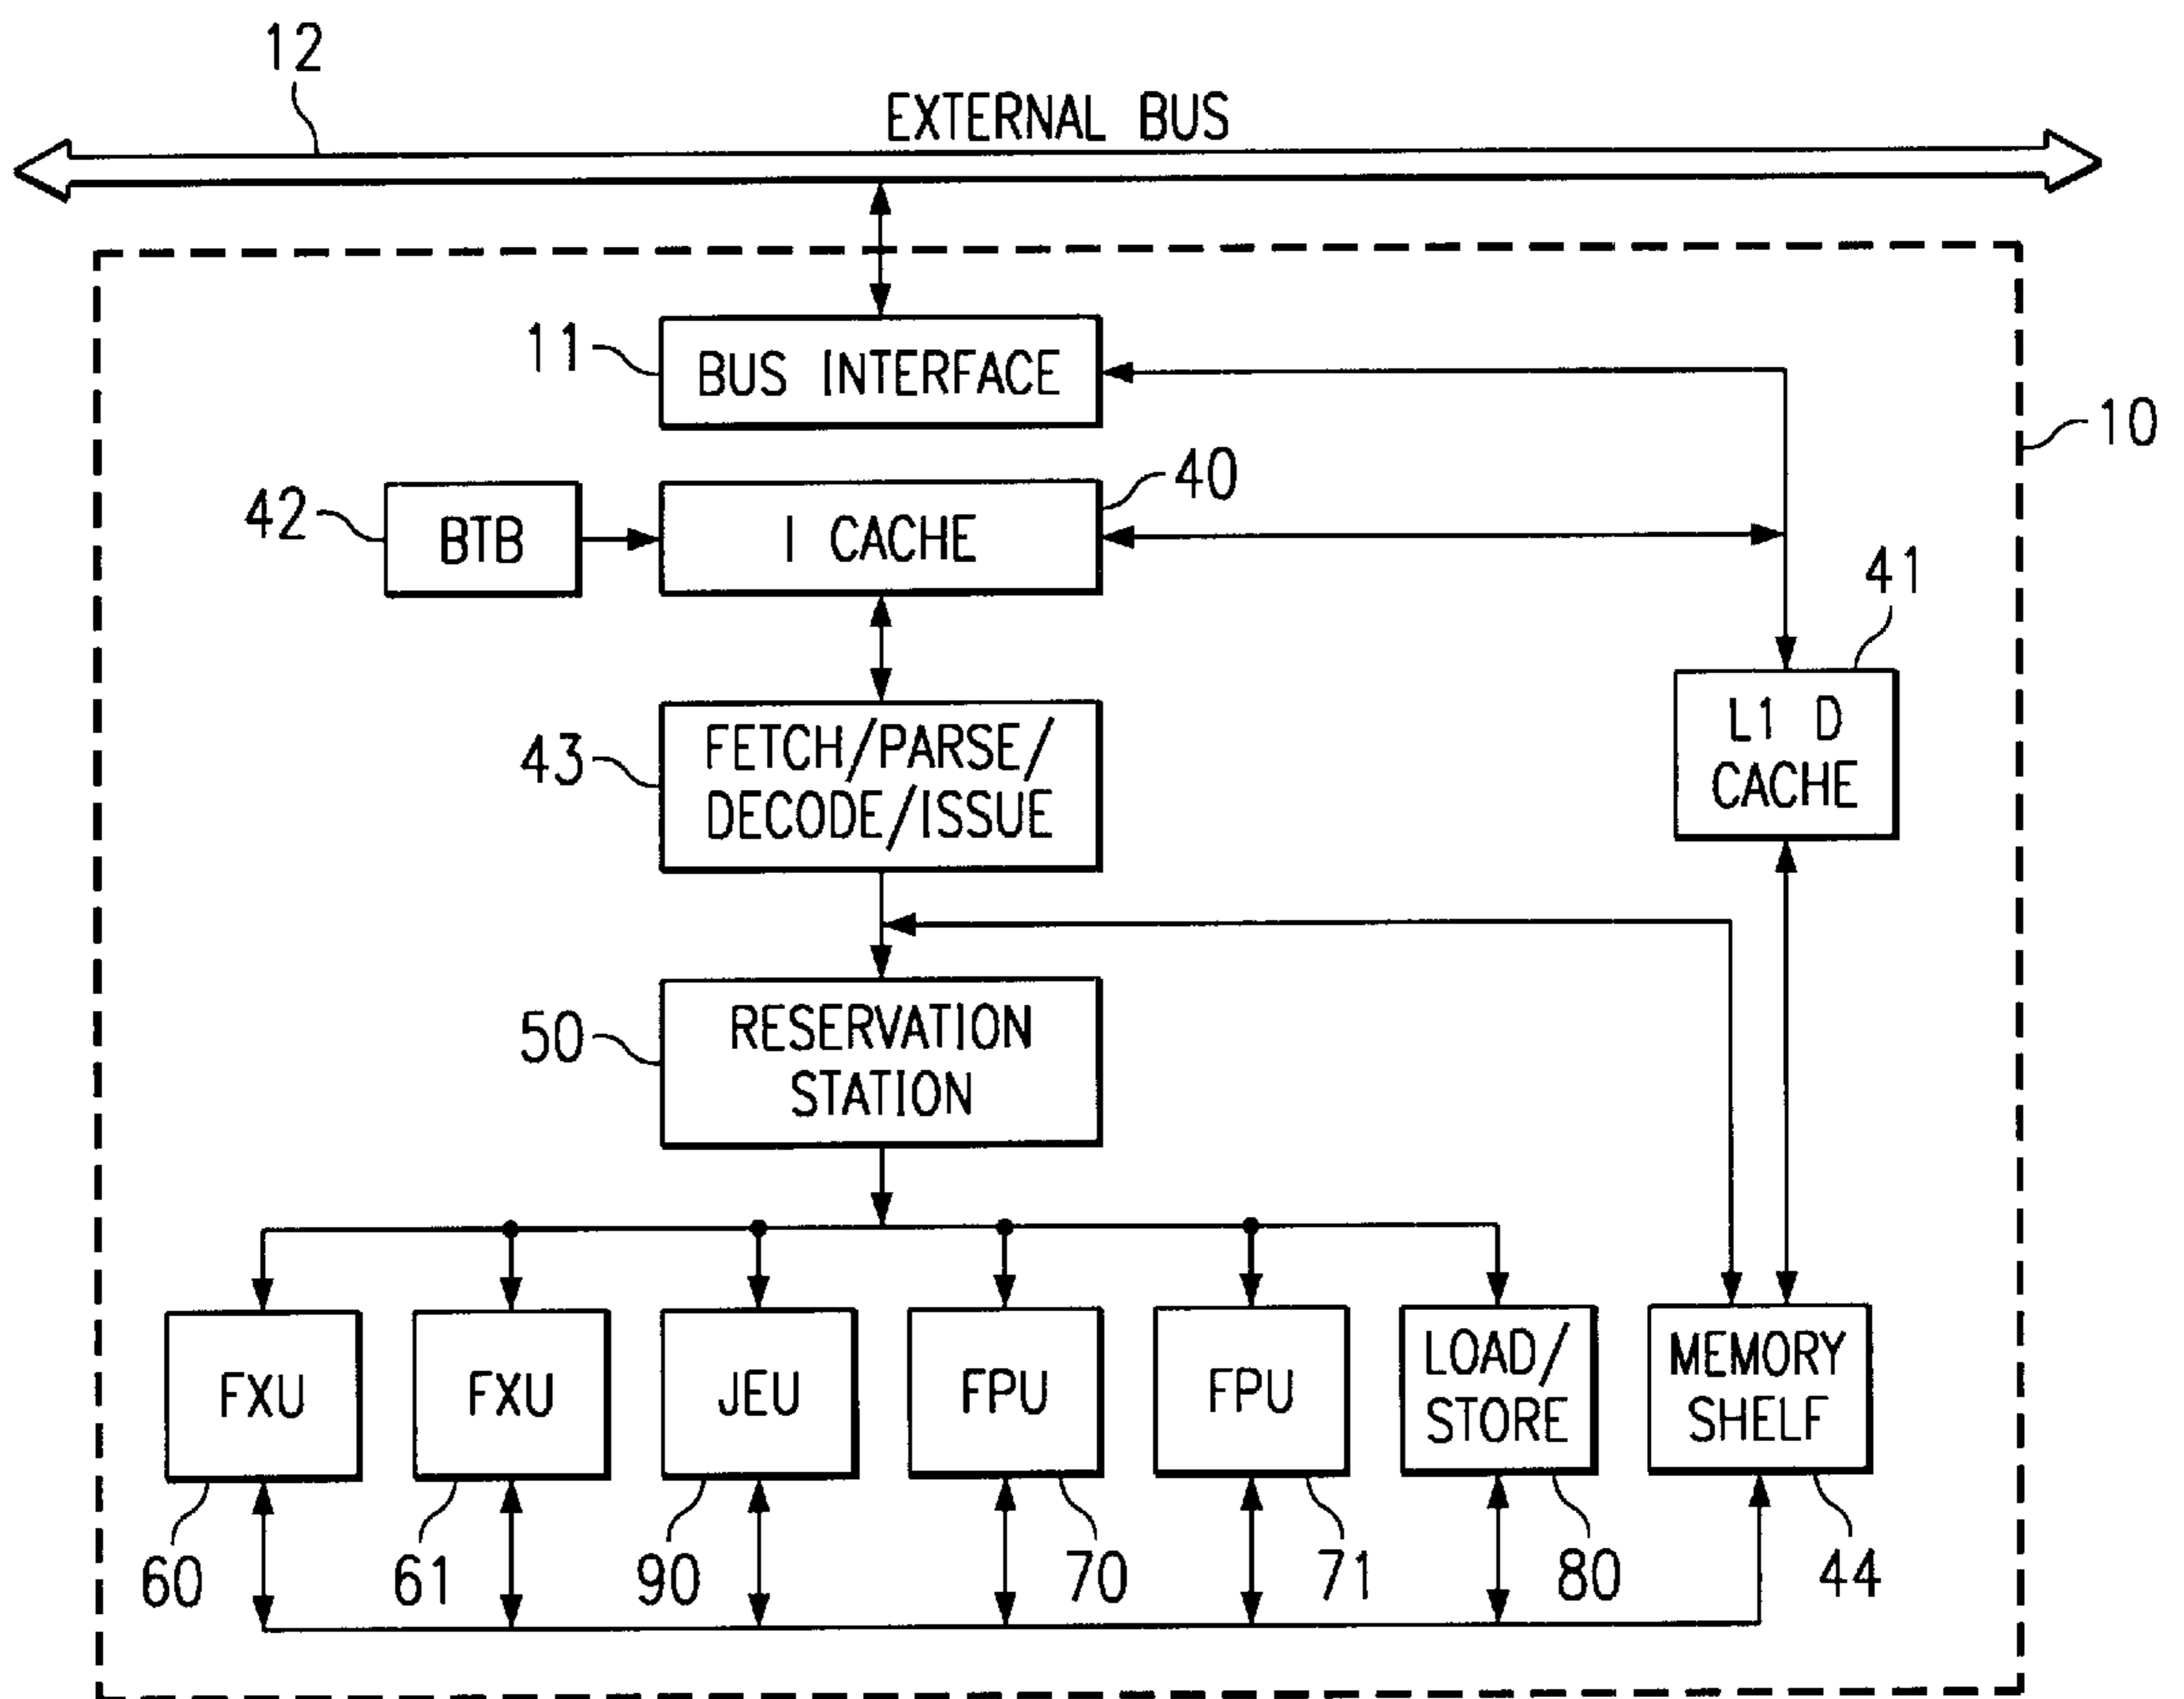 12
EXTERNAL BUS
11
BUS INTERFACE
10
42
BTB
I CACHE
40
41
43
FETCH/PARSE/
DECODE/ISSUE
L1 D
CACHE
50
RESERVATION
STATION
FXU
FXU
JEU
FPU
FPU
LOAD/
STORE
MEMORY
SHELF
60
61
90
70
71
80
44